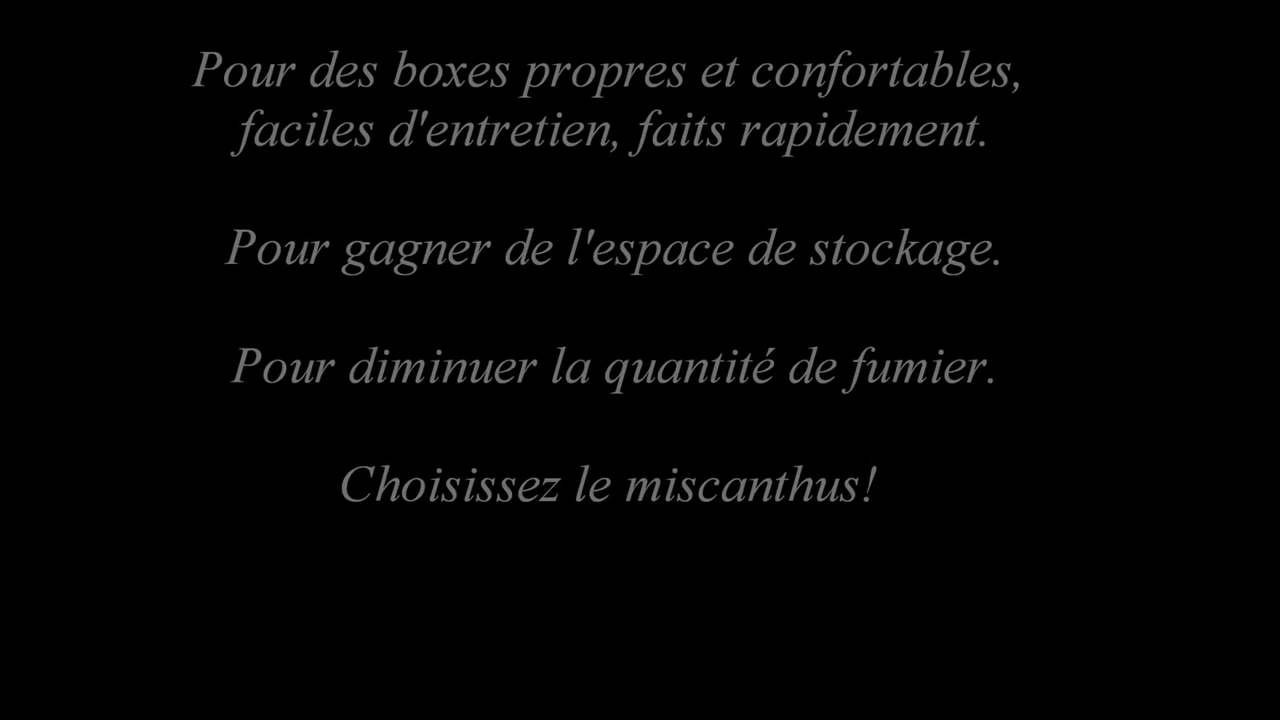 Pour des boxes propres et confortables,
faciles d'entretien, faits rapidement.
Pour gagner de l'espace de stockage.
Pour diminuer la quantité de fumier.
Choisissez le miscanthus!